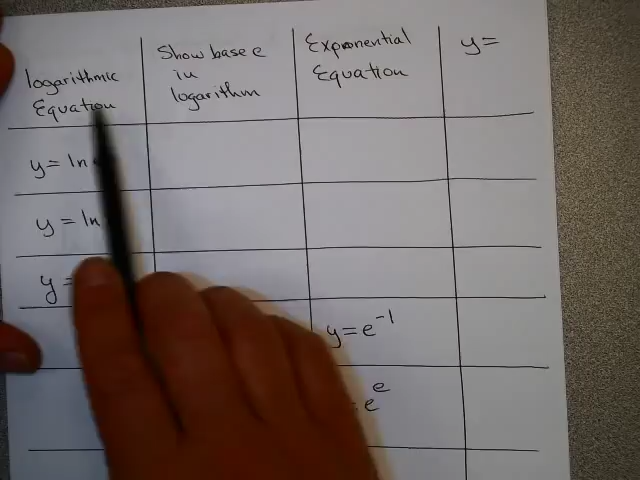 logarithmic
Equation
Show base e
in
logarithm
Exponential
Equation
y=
y = ln
y = ln
y =
y = e^-1
= e^e